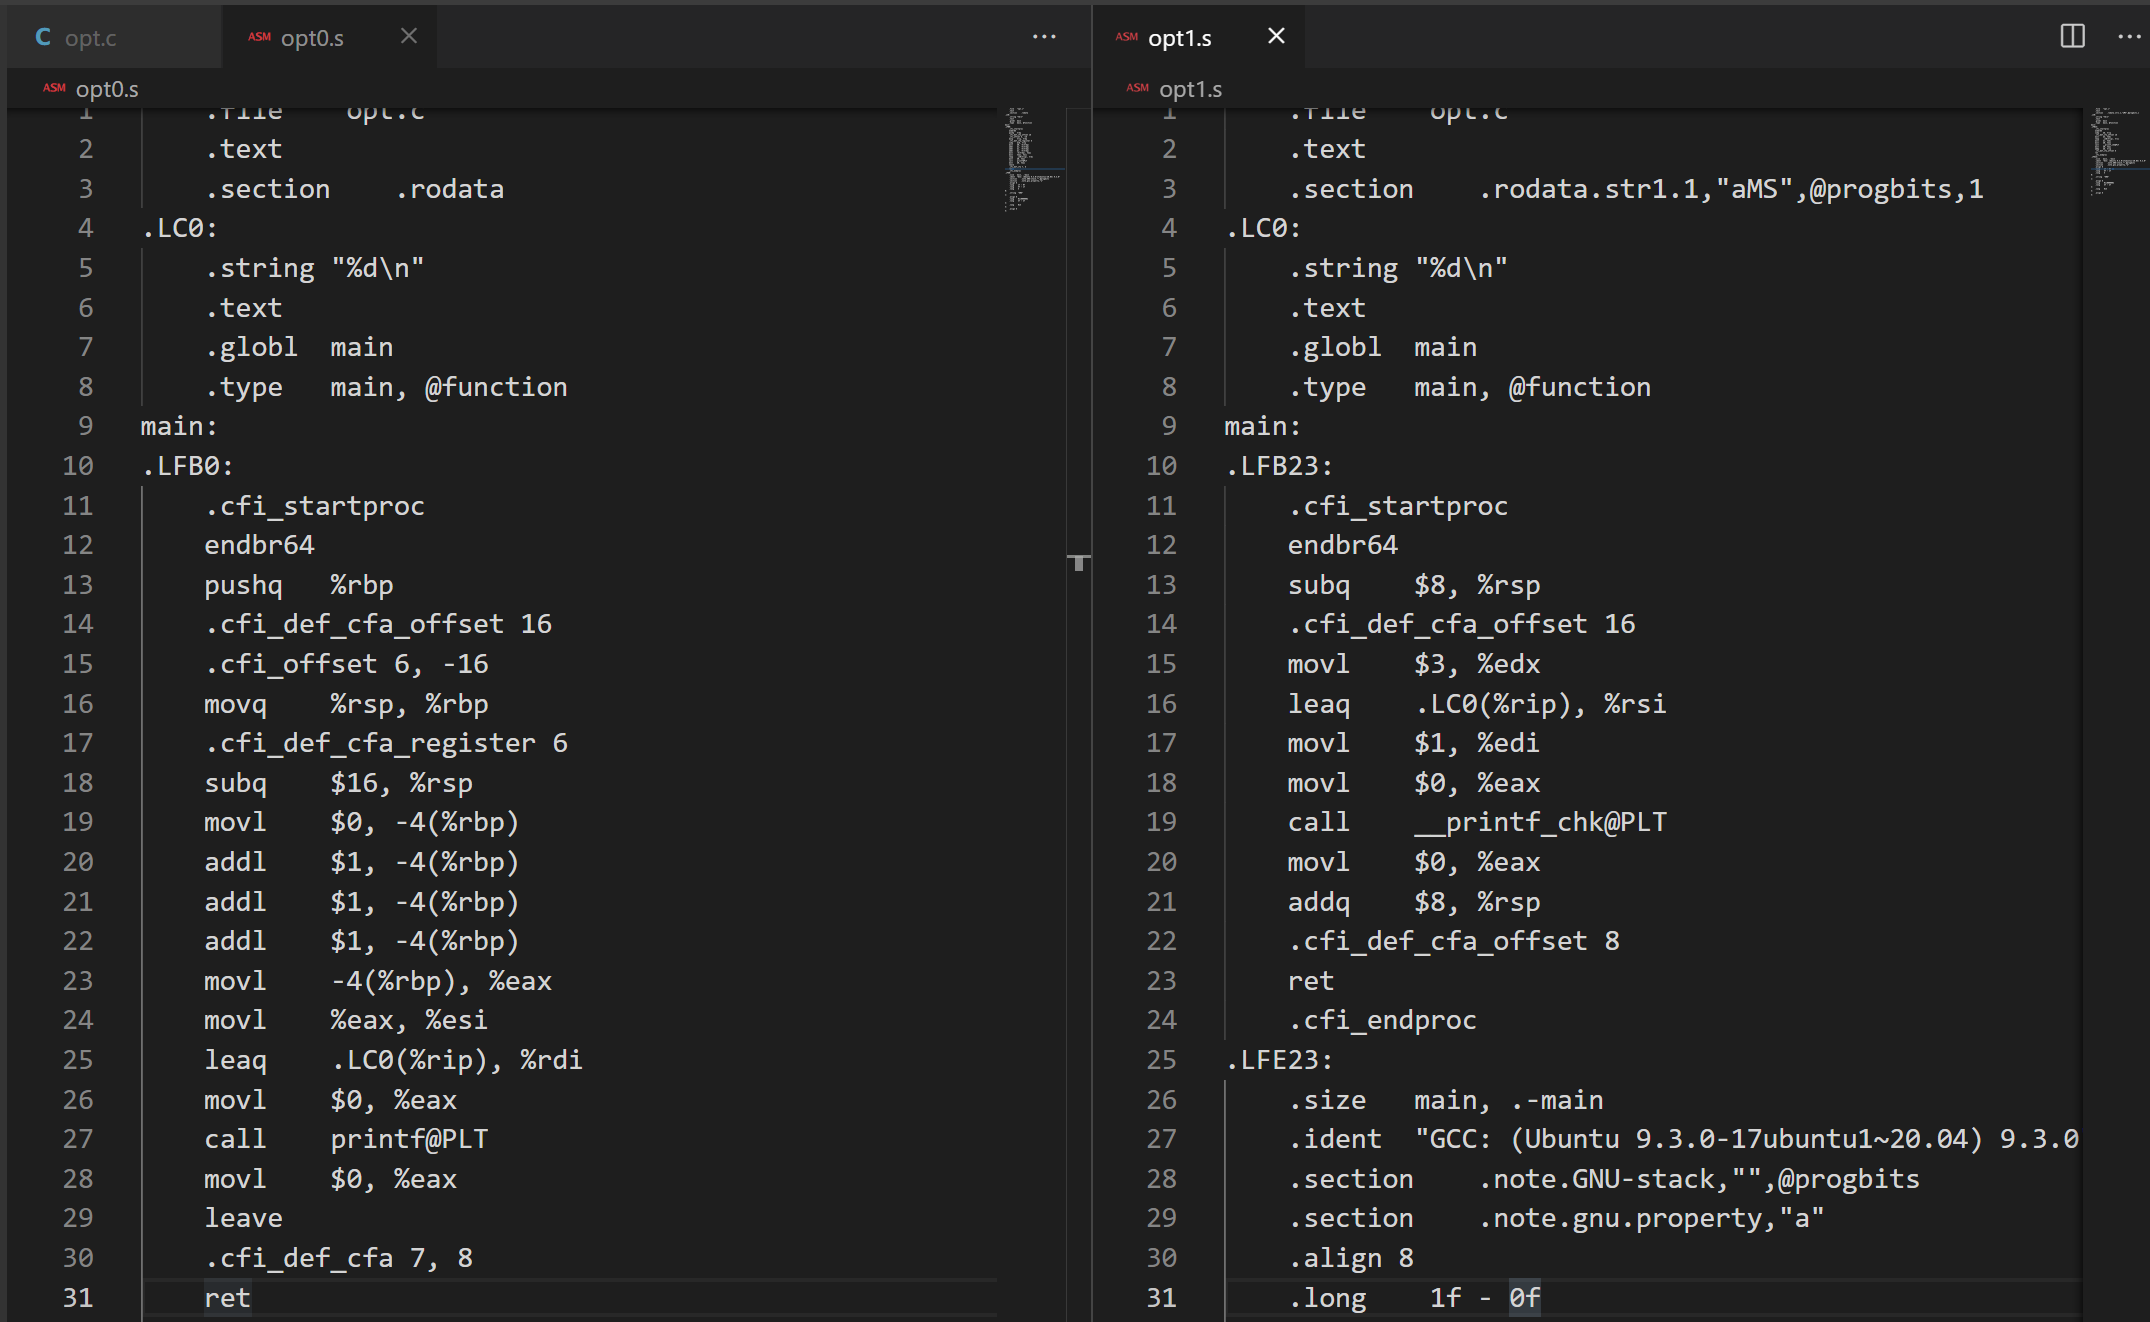 C opt.c
ASM opt0.s
ASM opt0.s
1 .file opt.c
2 .text
3 .section .rodata
4 .LC0:
5 .string "%d\n"
6 .text
7 .globl main
8 .type main, @function
9 main:
10 .LFB0:
11 .cfi_startproc
12 endbr64
13 pushq %rbp
14 .cfi_def_cfa_offset 16
15 .cfi_offset 6, -16
16 movq %rsp, %rbp
17 .cfi_def_cfa_register 6
18 subq $16, %rsp
19 movl $0, -4(%rbp)
20 addl $1, -4(%rbp)
21 addl $1, -4(%rbp)
22 addl $1, -4(%rbp)
23 movl -4(%rbp), %eax
24 movl %eax, %esi
25 leaq .LC0(%rip), %rdi
26 movl $0, %eax
27 call printf@PLT
28 movl $0, %eax
29 leave
30 .cfi_def_cfa 7, 8
31 ret
ASM opt1.s
ASM opt1.s
1 .file opt.c
2 .text
3 .section .rodata.str1.1,"aMS",@progbits,1
4 .LC0:
5 .string "%d\n"
6 .text
7 .globl main
8 .type main, @function
9 main:
10 .LFB23:
11 .cfi_startproc
12 endbr64
13 subq $8, %rsp
14 .cfi_def_cfa_offset 16
15 movl $3, %edx
16 leaq .LC0(%rip), %rsi
17 movl $1, %edi
18 movl $0, %eax
19 call __printf_chk@PLT
20 movl $0, %eax
21 addq $8, %rsp
22 .cfi_def_cfa_offset 8
23 ret
24 .cfi_endproc
25 .LFE23:
26 .size main, .-main
27 .ident "GCC: (Ubuntu 9.3.0-17ubuntu1~20.04) 9.3.0
28 .section .note.GNU-stack,"",@progbits
29 .section .note.gnu.property,"a"
30 .align 8
31 .long 1f - 0f